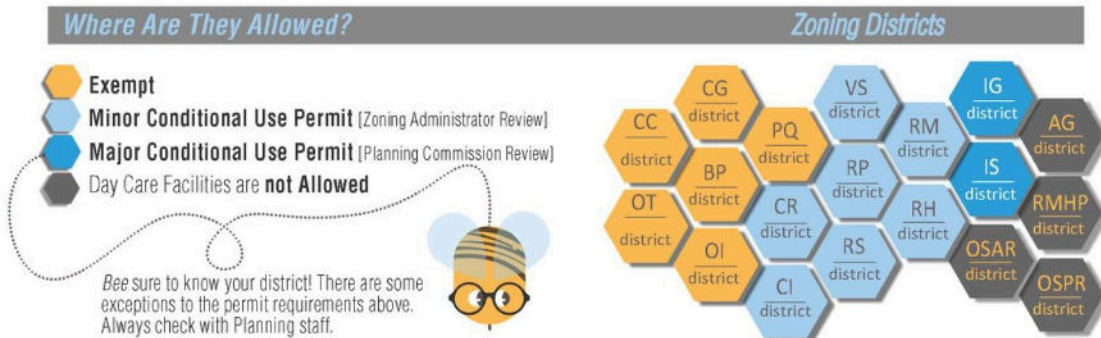 Where Are They Allowed?
Exempt
Minor Conditional Use Permit [Zoning Administrator Review]
Major Conditional Use Permit [Planning Commission Review]
Day Care Facilities are not Allowed
Bee sure to know your district! There are some
exceptions to the permit requirements above.
Always check with Planning staff.
Zoning Districts
CC
district
OT
district
CG
district
BP
district
OI
district
PQ
district
CR
district
CI
district
VS
district
RP
district
RS
district
RM
district
RH
district
IG
district
IS
district
OSAR
district
AG
district
RMHP
district
OSPR
district